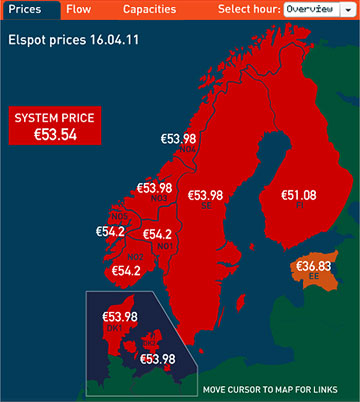 Prices Flow Capacities Select hour: Overview
Elspot prices 16.04.11
SYSTEM PRICE
€53.54
€53.98
NO4
€53.98
NO3
€53.98
SE
€51.08
FI
NO5
€54.2
€54.2
NO1
NO2
€54.2
€36.83
EE
€53.98
DK1
DK2
€53.98
MOVE CURSOR TO MAP FOR LINKS